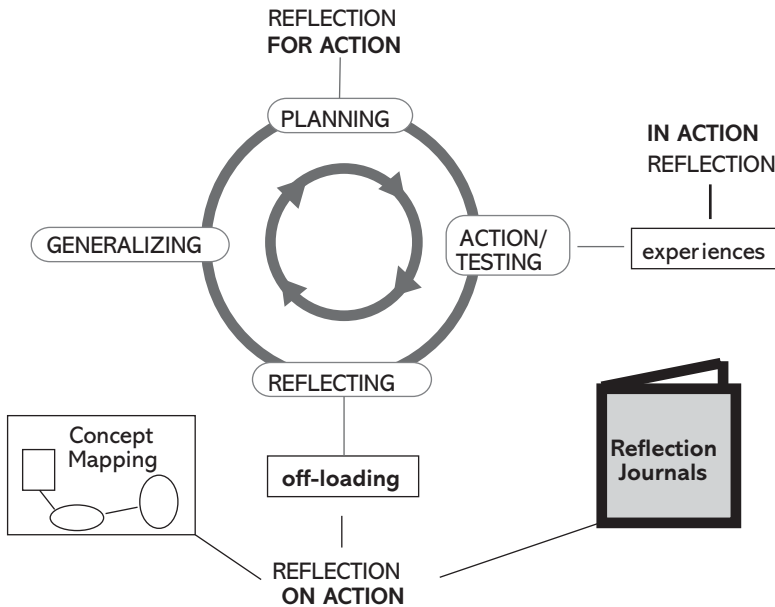 REFLECTION
FOR ACTION
PLANNING
IN ACTION
REFLECTION
GENERALIZING
ACTION/
TESTING
experiences
REFLECTING
Concept
Mapping
off-loading
Reflection
Journals
REFLECTION
ON ACTION